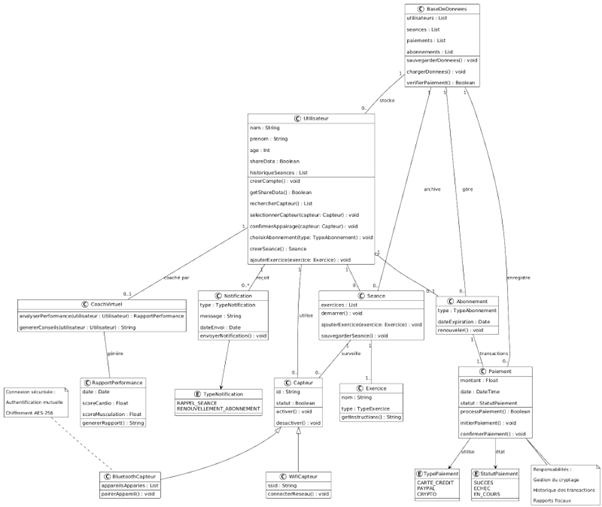 C BaseDeDonnees
utilisateurs : List
seances : List
paiements : List
abonnements : List
sauvegarderDonnees() : void
chargerDonnees() : void
verifierPaiement() : Boolean
1
1
1
1
stocke
0..
C Utilisateur
nom : String
prenom : String
age : Int
shareData : Boolean
historiqueSeances : List
creerCompte() : void
getShareData() : Boolean
rechercherCapteur() : List
selectionnerCapteur(capteur: Capteur) : void
confirmerAppairage(capteur: Capteur) : void
choisirAbonnement(type: TypeAbonnement) : void
creerSeance() : Seance
ajouterExercice(exercice: Exercice) : void
archive
gère
enregistre
coaché par
reçoit
utilise
0..1
0..*
C CoachVirtuel
analyserPerformance(utilisateur : Utilisateur) : RapportPerformance
genererConseils(utilisateur : Utilisateur) : String
C Notification
type : TypeNotification
message : String
dateEnvoi : Date
envoyerNotification() : void
C Seance
exercices : List
demarrer() : void
ajouterExercice(exercice: Exercice) : void
sauvegarderSeance() : void
C Abonnement
type : TypeAbonnement
dateExpiration : Date
renouveler() : void
génère
surveille
transactions
C RapportPerformance
date : Date
scoreCardio : Float
scoreMusculation : Float
genererRapport() : String
E TypeNotification
RAPPEL_SEANCE
RENOUVELLEMENT_ABONNEMENT
C Capteur
id : String
statut : Boolean
activer() : void
desactiver() : void
C Exercice
nom : String
type : TypeExercice
getInstructions() : String
C Paiement
montant : Float
date : DateTime
statut : StatutPaiement
processPaiement() : Boolean
initierPaiement() : void
confirmerPaiement() : void
Connexion sécurisée :
Authentification mutuelle
Chiffrement AES-256
utilise
état
C BluetoothCapteur
appareilsAppaires : List
pairerAppareil() : void
C WifiCapteur
ssid : String
connecterReseau() : void
E TypePaiement
CARTE_CREDIT
PAYPAL
CRYPTO
E StatutPaiement
SUCCES
ECHEC
EN_COURS
Responsabilités :
Gestion du cryptage
Historique des transactions
Rapports fiscaux